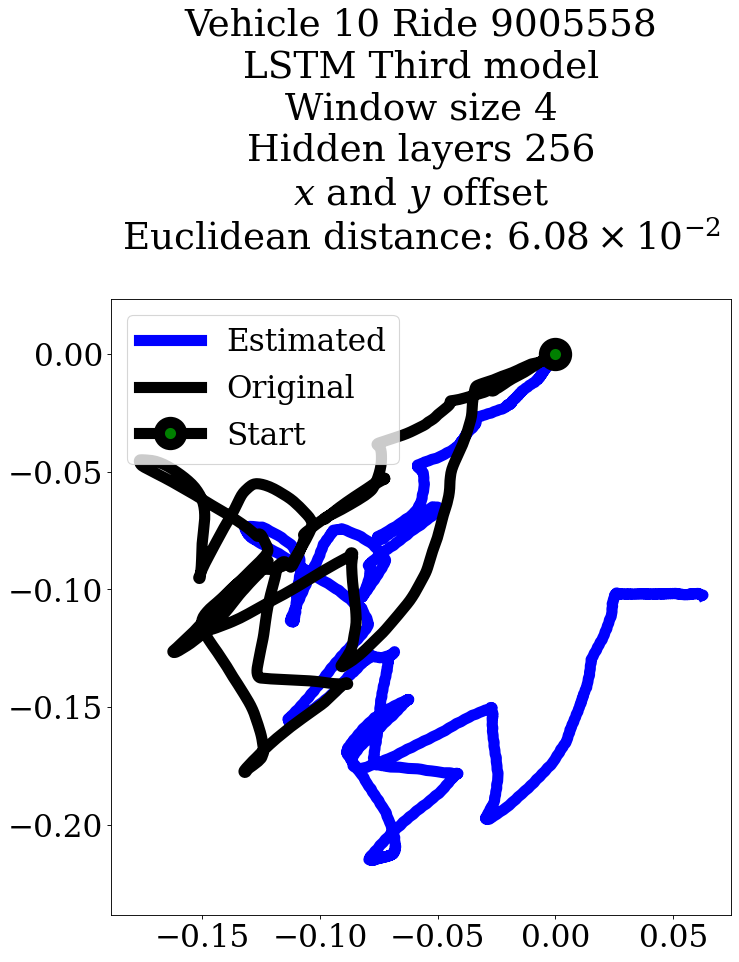 Vehicle 10 Ride 9005558
LSTM Third model
Window size 4
Hidden layers 256
x and y offset
Euclidean distance: 6.08 × 10⁻²
Estimated
Original
Start
0.00
−0.05
−0.10
−0.15
−0.20
−0.15 −0.10 −0.05 0.00 0.05